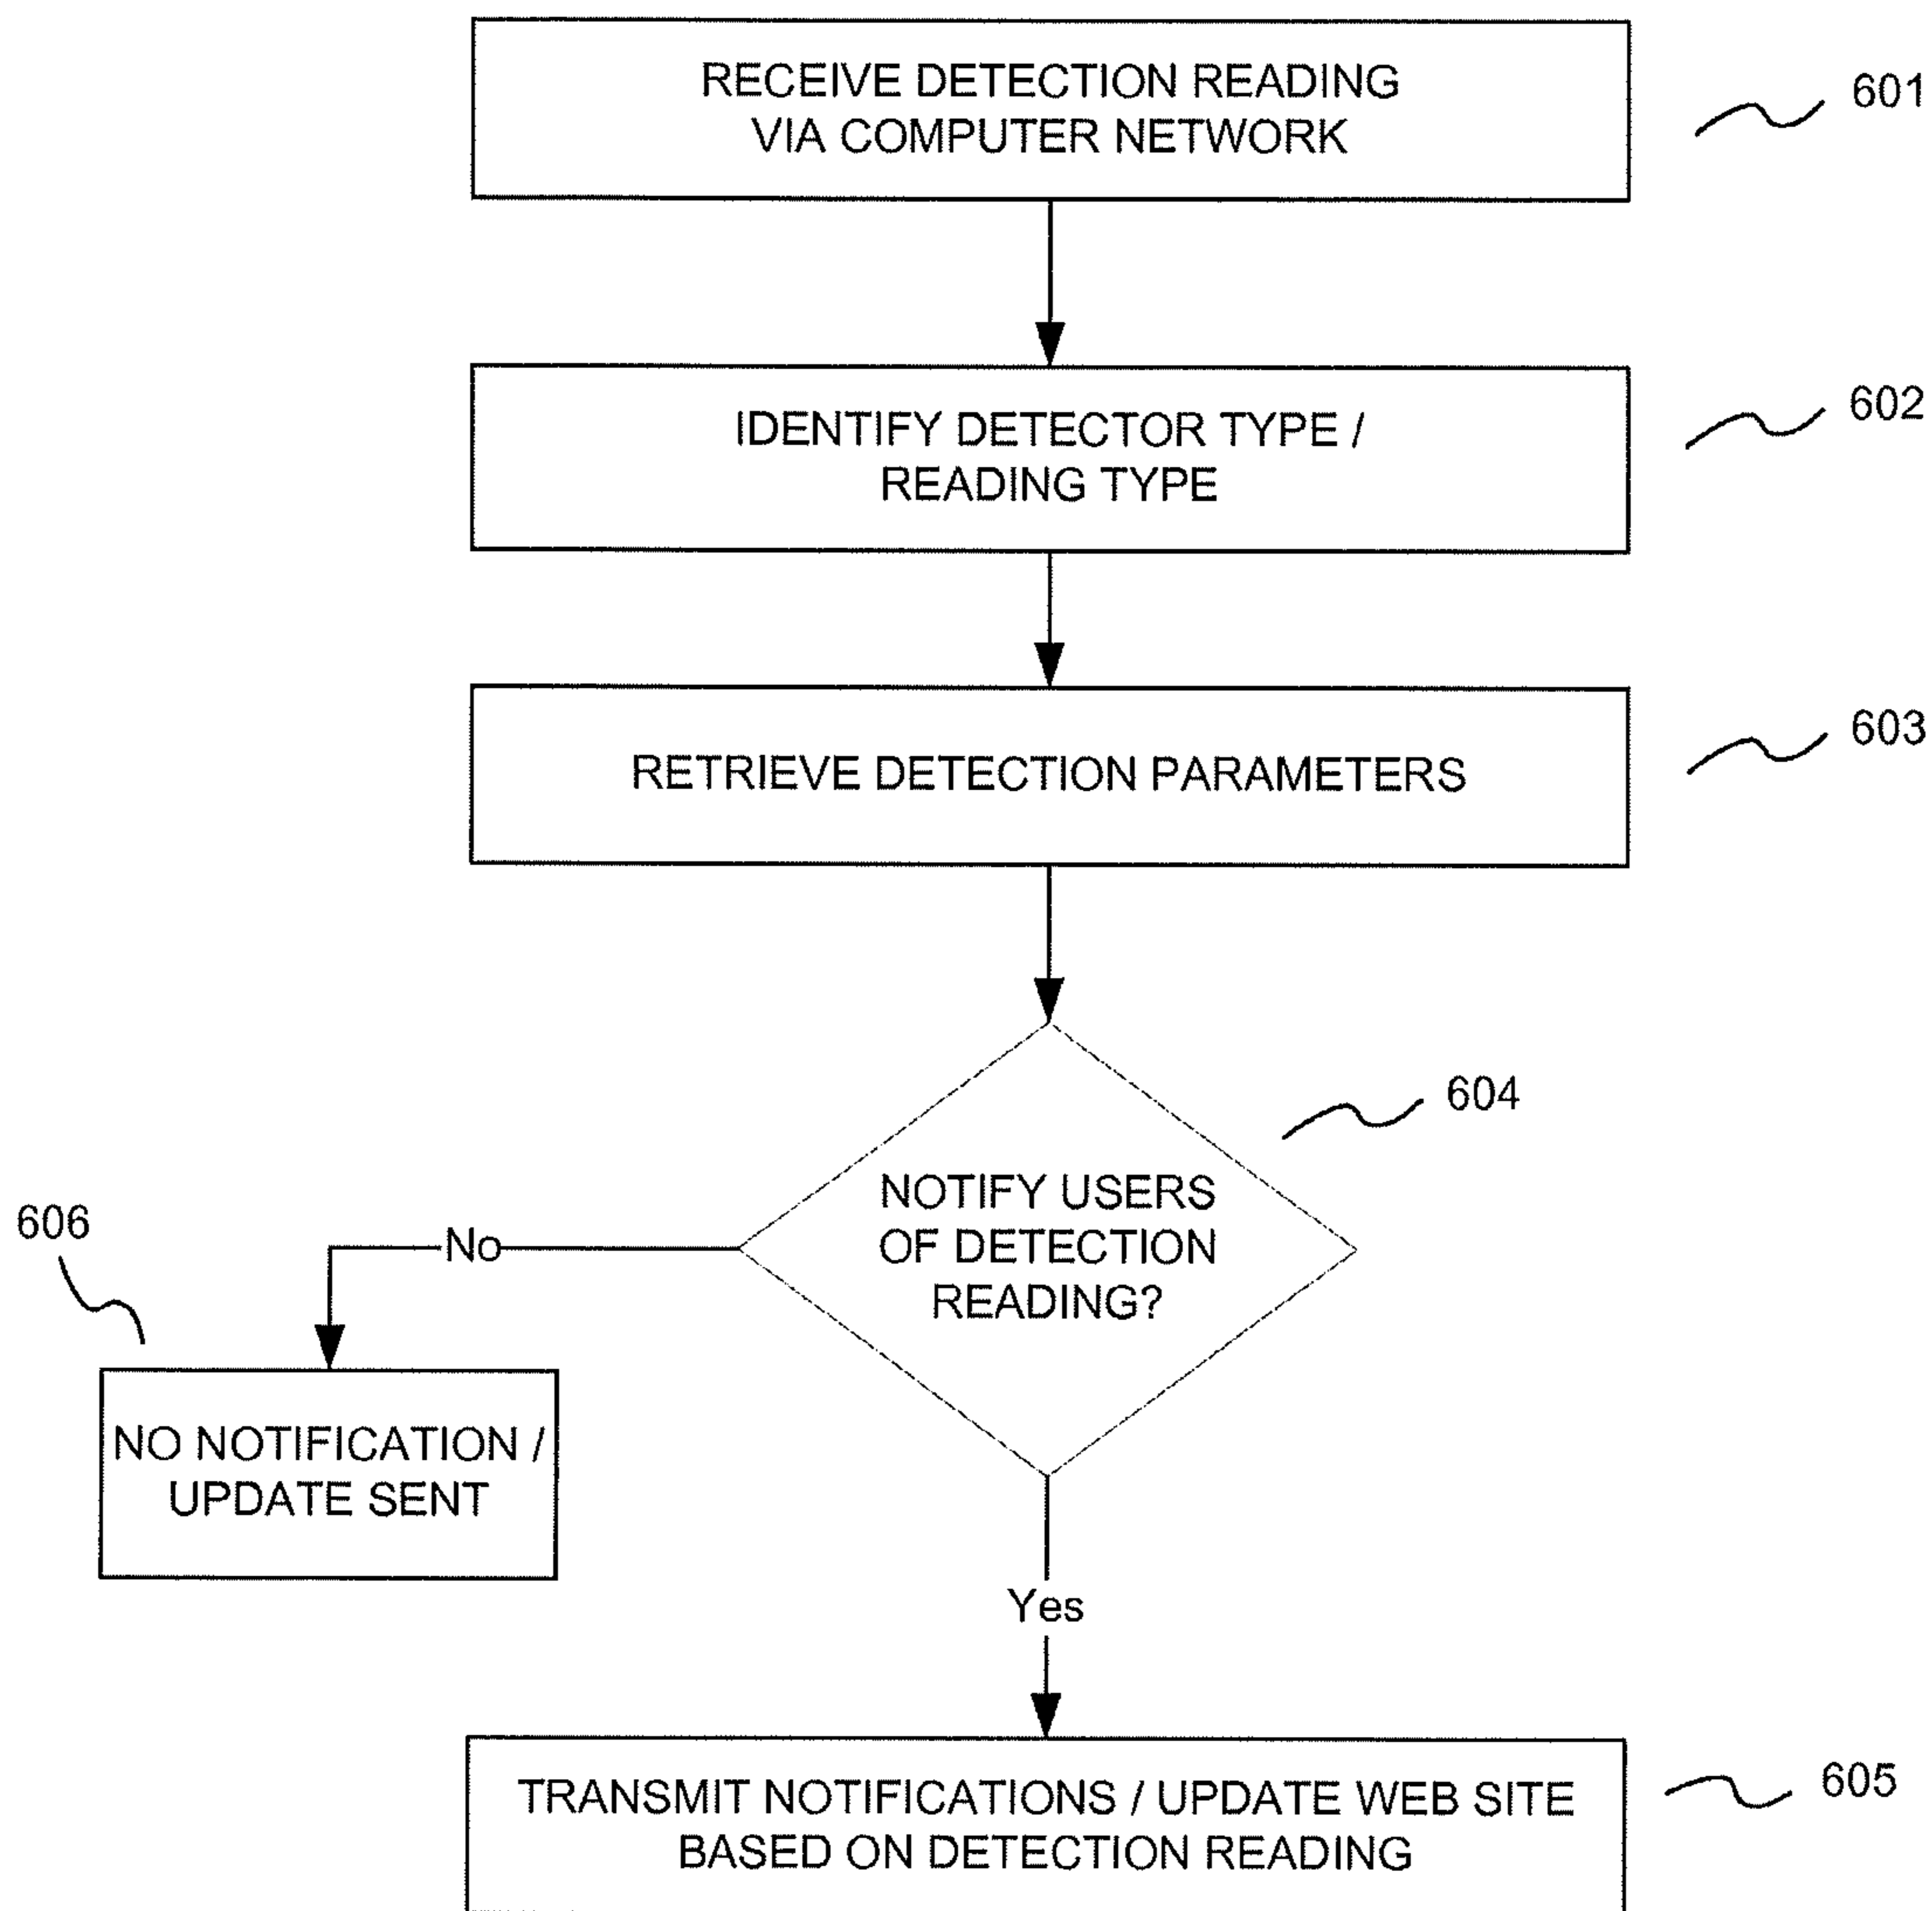 RECEIVE DETECTION READING
VIA COMPUTER NETWORK
601
IDENTIFY DETECTOR TYPE /
READING TYPE
602
RETRIEVE DETECTION PARAMETERS
603
604
NOTIFY USERS
OF DETECTION
READING?
No
606
NO NOTIFICATION /
UPDATE SENT
Yes
TRANSMIT NOTIFICATIONS / UPDATE WEB SITE
BASED ON DETECTION READING
605